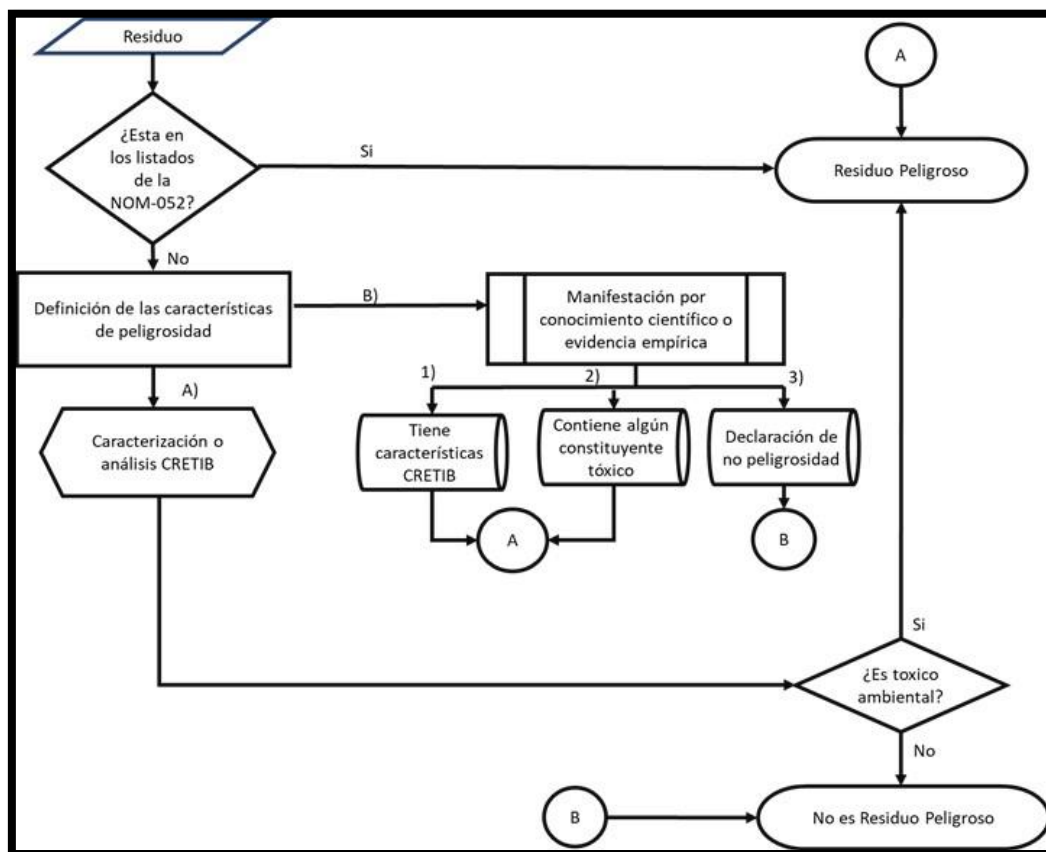 Residuo
¿Esta en
los listados
de la
NOM-052?
Si
A
Residuo Peligroso
No
Definición de las características
de peligrosidad
B)
Manifestación por
conocimiento científico o
evidencia empírica
A)
Caracterización o
análisis CRETIB
1)
2)
3)
Tiene
características
CRETIB
Contiene algún
constituyente
tóxico
Declaración de
no peligrosidad
A
B
Si
¿Es toxico
ambiental?
No
B
No es Residuo Peligroso